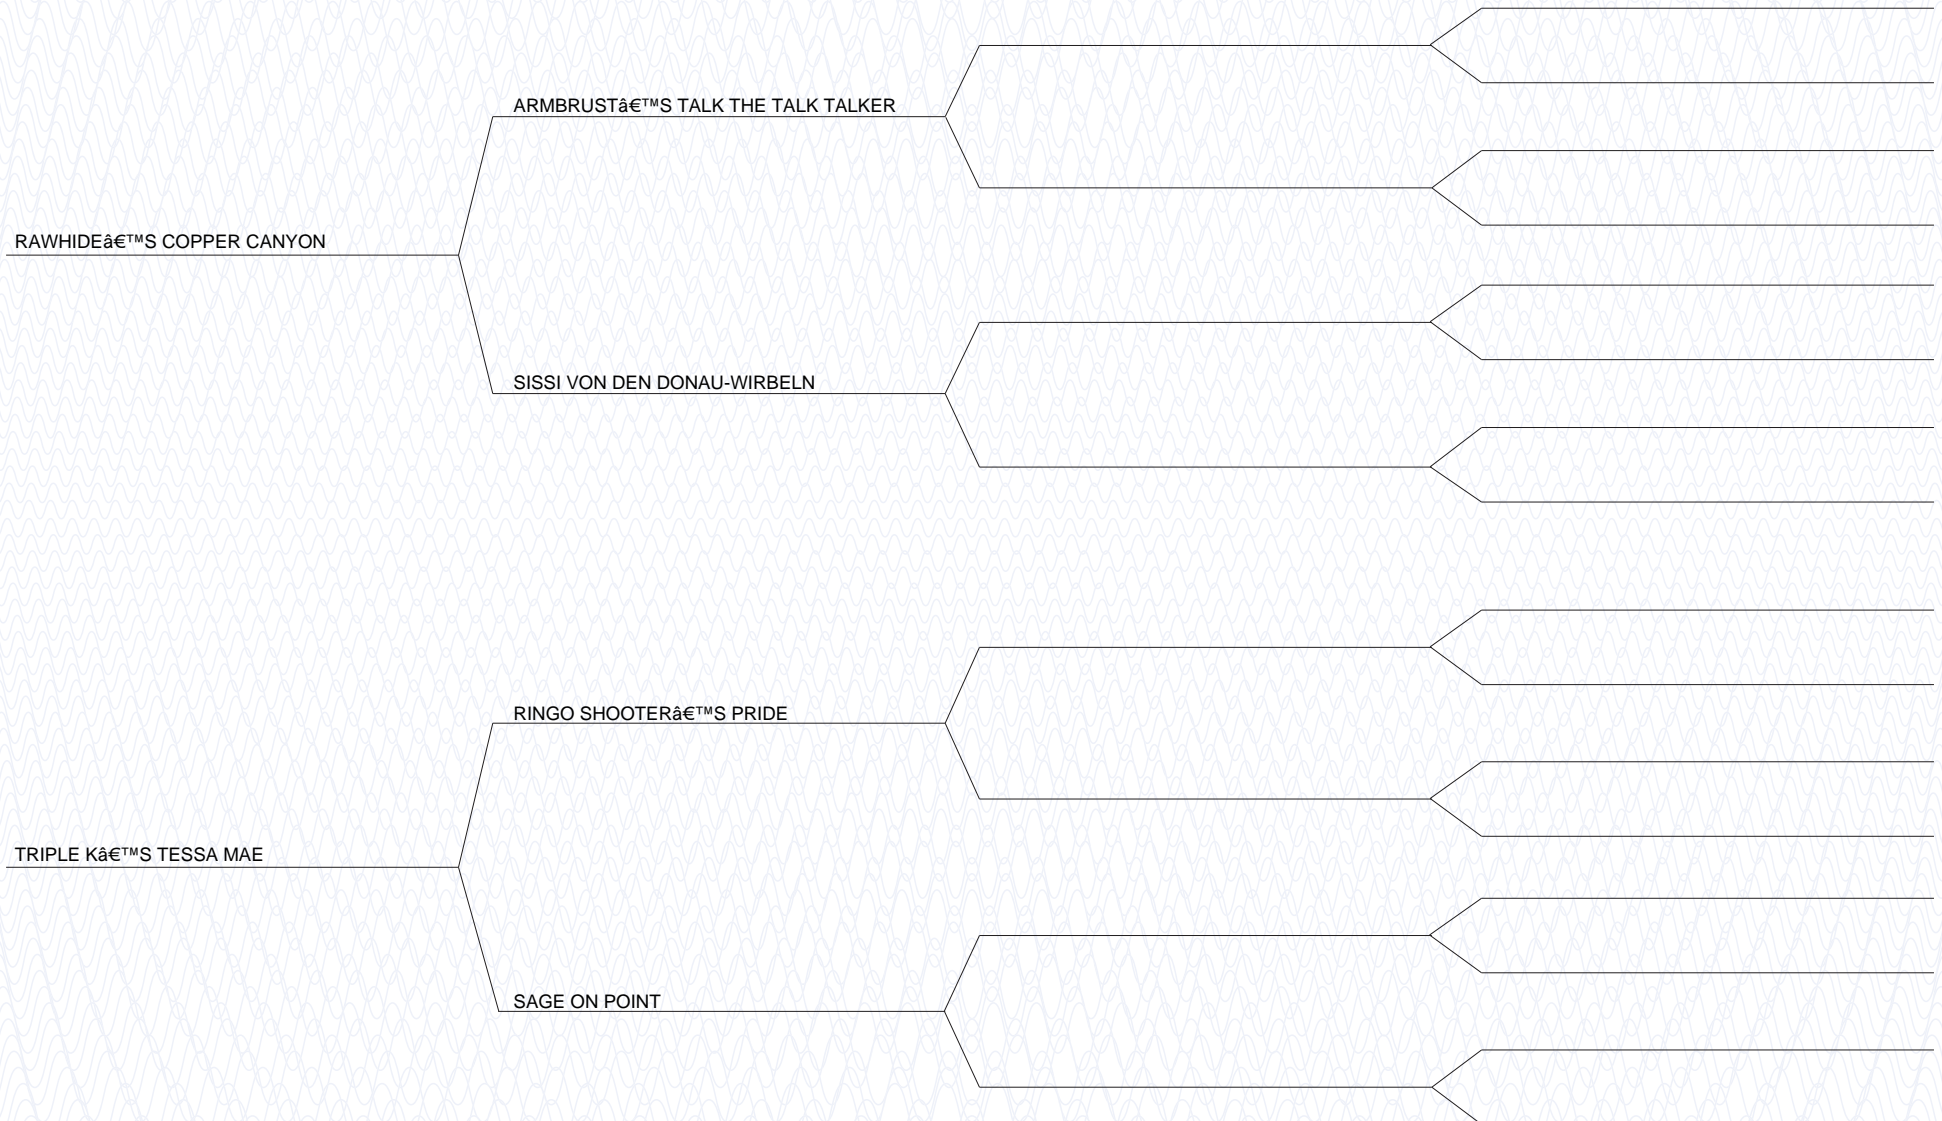 ARMBRUSTâ€™S TALK THE TALK TALKER
RAWHIDEâ€™S COPPER CANYON
SISSI VON DEN DONAU-WIRBELN
RINGO SHOOTERâ€™S PRIDE
TRIPLE Kâ€™S TESSA MAE
SAGE ON POINT